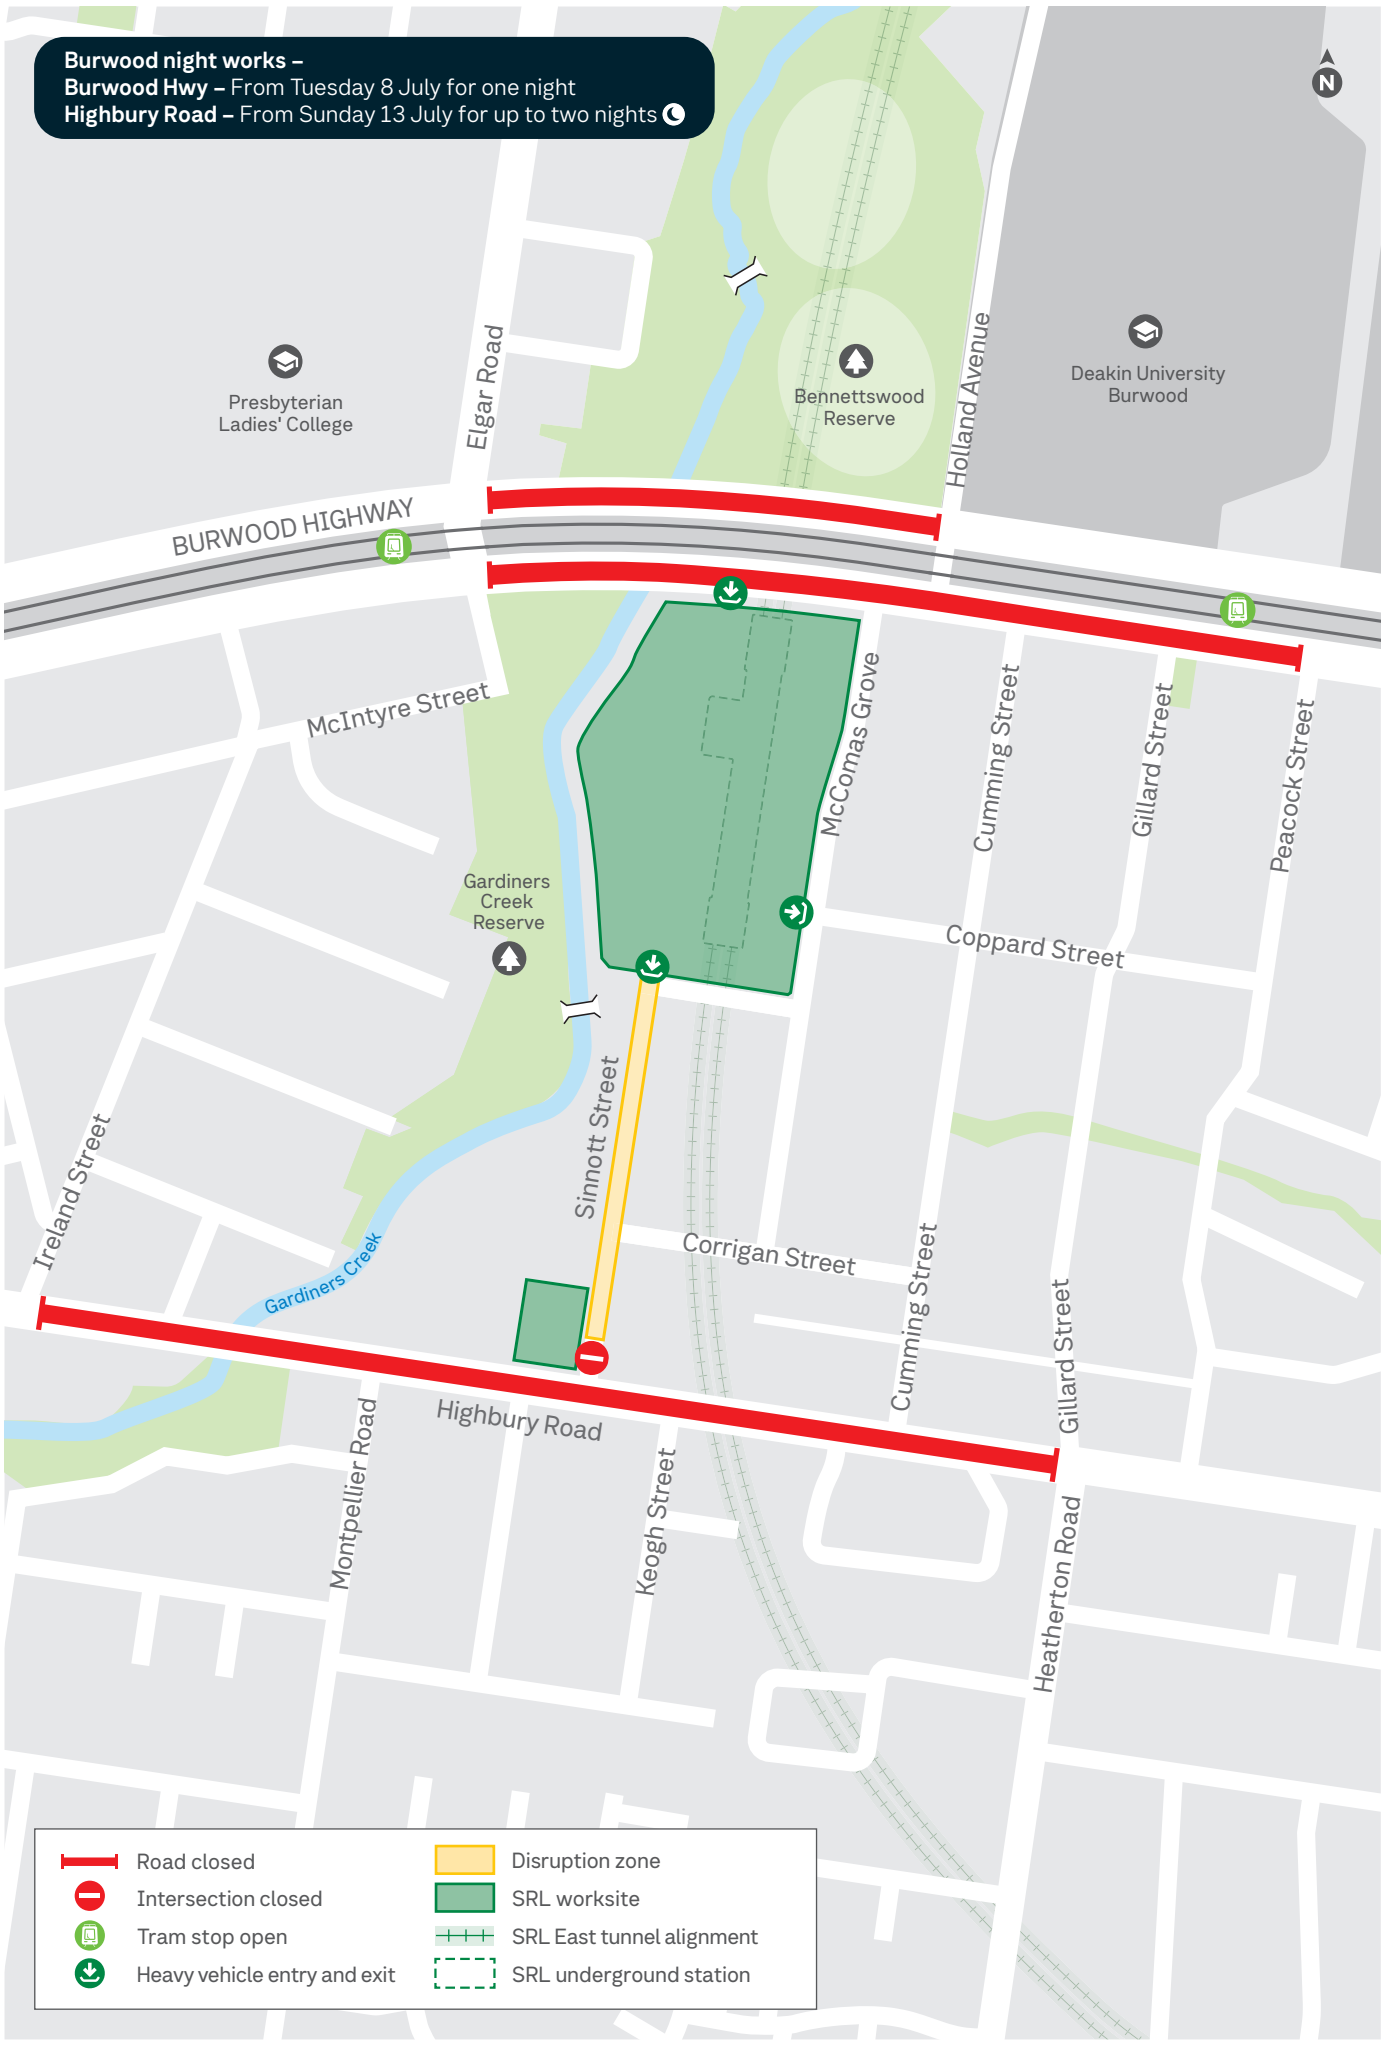 Burwood night works –
Burwood Hwy – From Tuesday 8 July for one night
Highbury Road – From Sunday 13 July for up to two nights
N
Presbyterian
Ladies' College
Elgar Road
Bennettswood
Reserve
Holland Avenue
Deakin University
Burwood
BURWOOD HIGHWAY
McIntyre Street
McComas Grove
Cumming Street
Gillard Street
Peacock Street
Gardiners
Creek
Reserve
Coppard Street
Sinnott Street
Ireland Street
Gardiners Creek
Corrigan Street
Cumming Street
Gillard Street
Highbury Road
Montpellier Road
Keogh Street
Heatherton Road
Road closed
Intersection closed
Tram stop open
Heavy vehicle entry and exit
Disruption zone
SRL worksite
SRL East tunnel alignment
SRL underground station